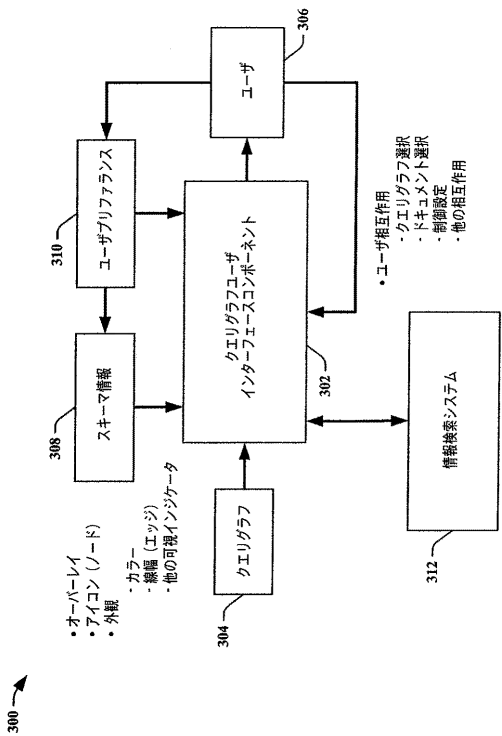 300
• オーバーレイ
• アイコン (ノード)
• 外観
- カラー
- 線幅 (エッジ)
- 他の可視インジケータ
308
スキーマ情報
310
ユーザプリファランス
306
ユーザ
304
クエリグラフ
クエリグラフユーザ
インターフェースコンポーネント
302
• ユーザ相互作用
- クエリグラフ選択
- ドキュメント選択
- 制御設定
- 他の相互作用
情報検索システム
312